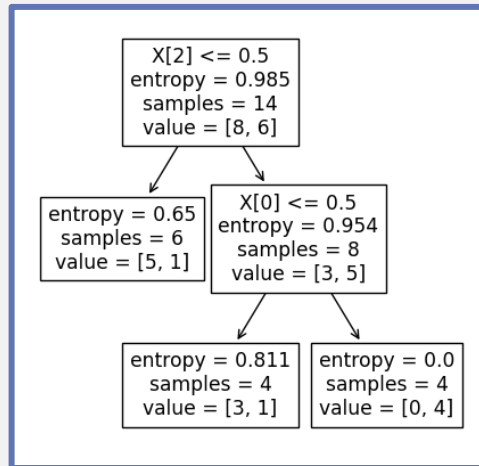 X[2] <= 0.5
entropy = 0.985
samples = 14
value = [8, 6]
entropy = 0.65
samples = 6
value = [5, 1]
X[0] <= 0.5
entropy = 0.954
samples = 8
value = [3, 5]
entropy = 0.811
samples = 4
value = [3, 1]
entropy = 0.0
samples = 4
value = [0, 4]